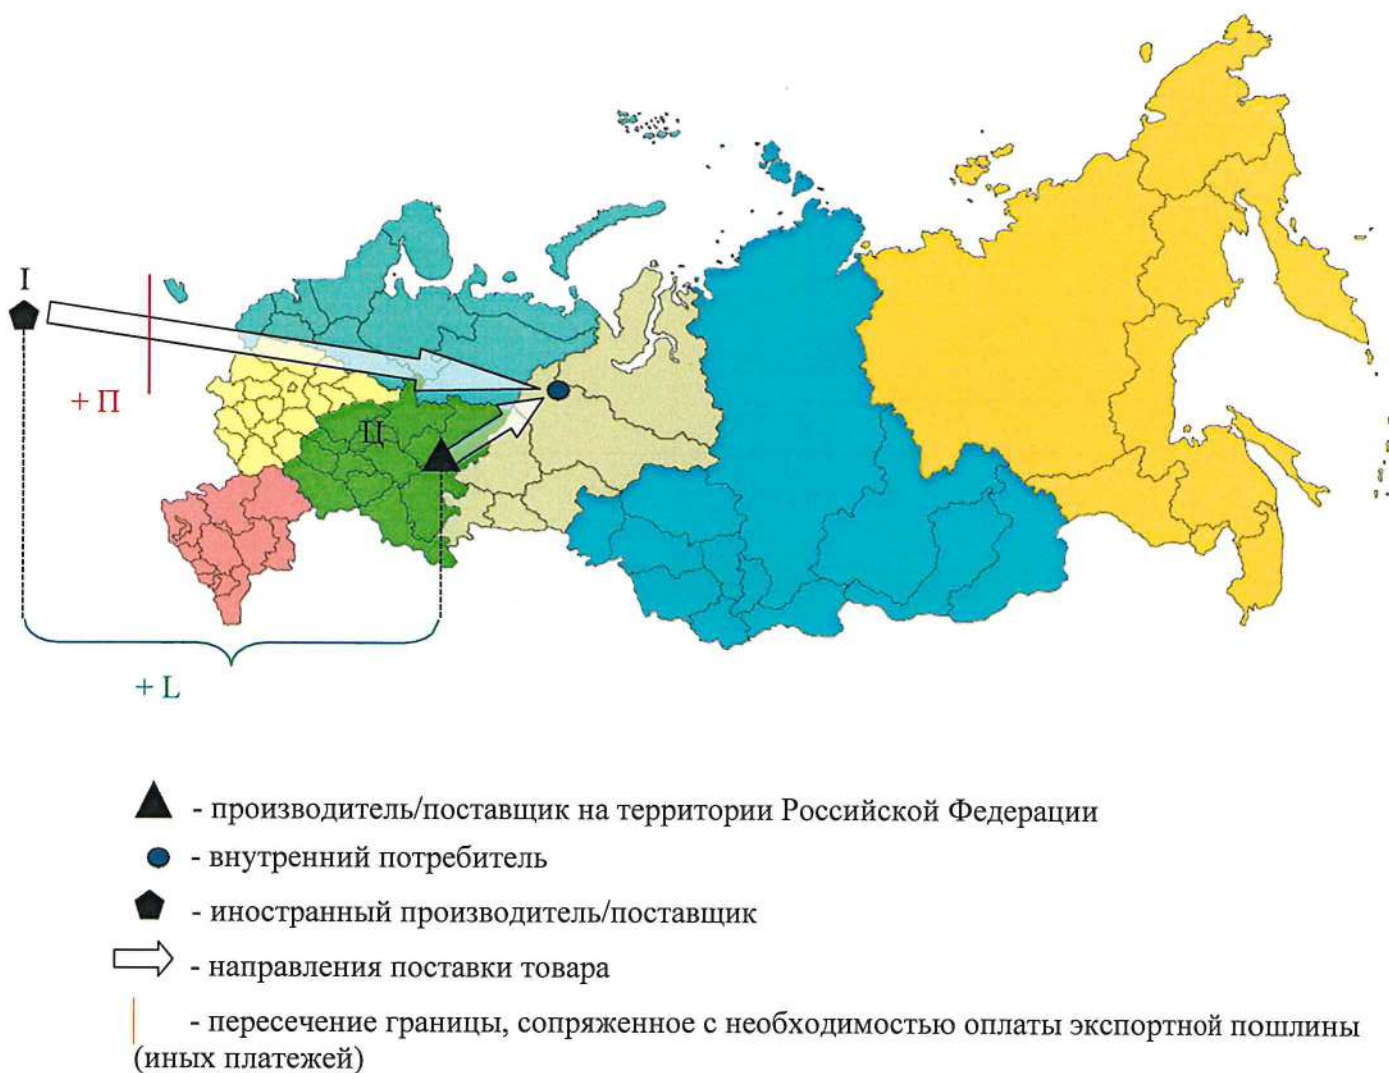 I
+ П
Ц
+ L
- производитель/поставщик на территории Российской Федерации
- внутренний потребитель
- иностранный производитель/поставщик
- направления поставки товара
- пересечение границы, сопряженное с необходимостью оплаты экспортной пошлины
(иных платежей)